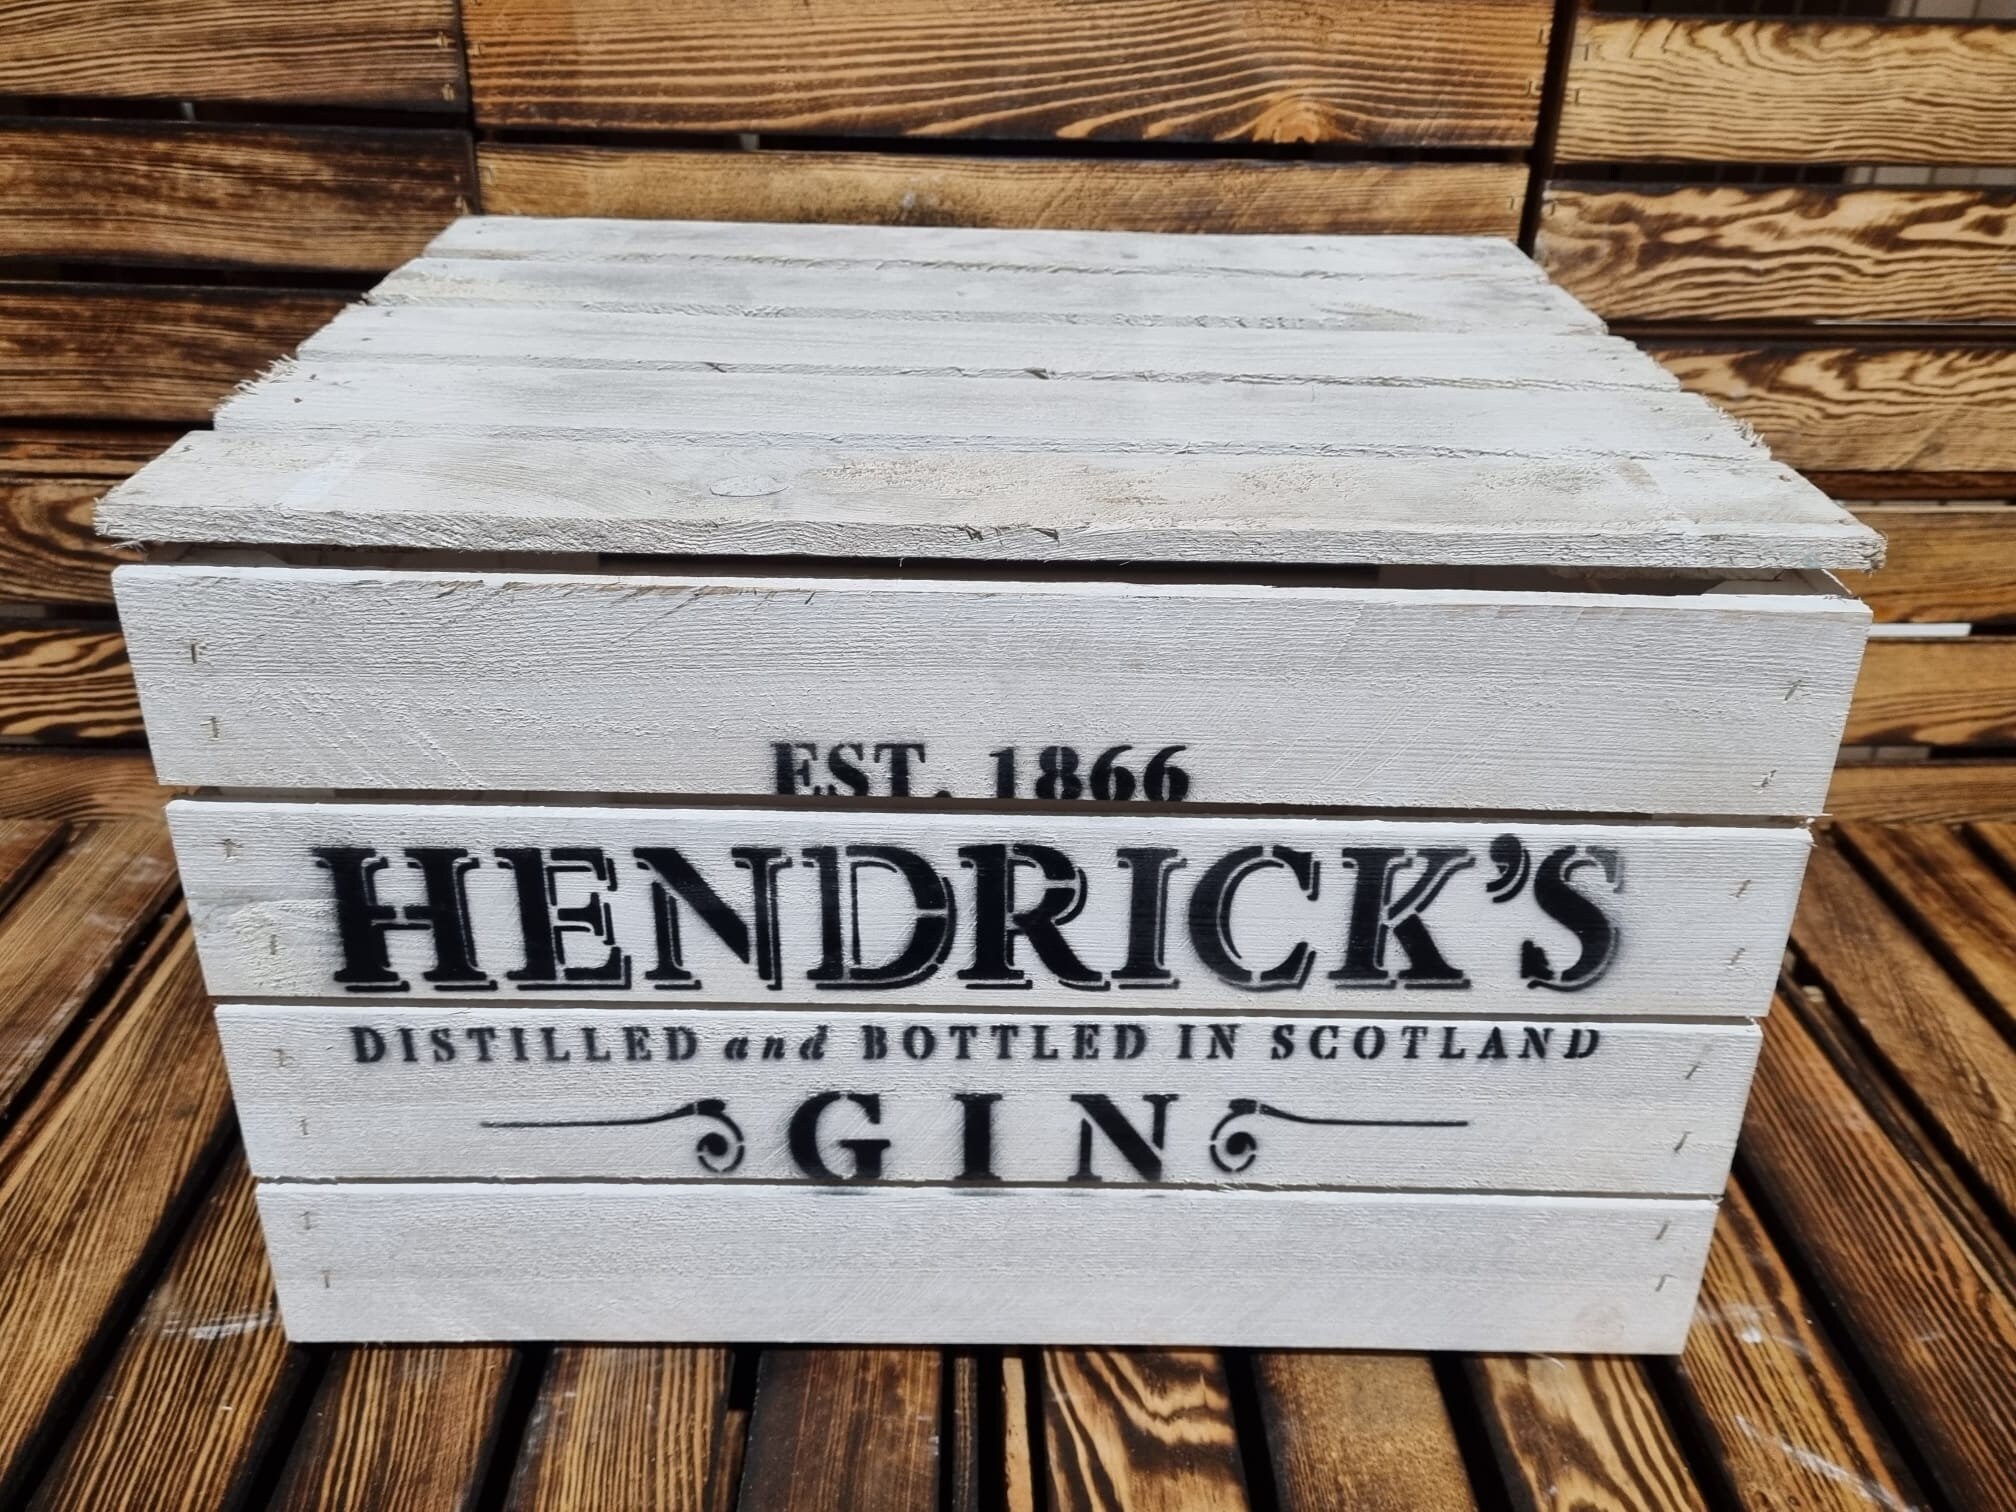 EST. 1866
HENDRICK'S
DISTILLED and BOTTLED IN SCOTLAND
GIN